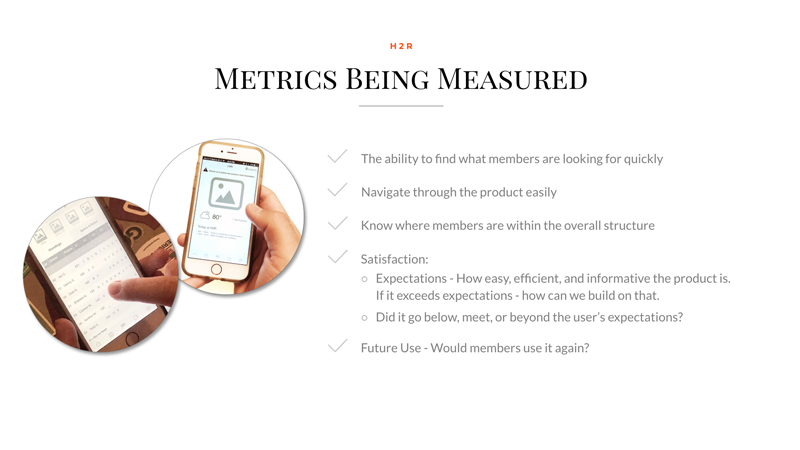 H2R
Metrics Being Measured
The ability to find what members are looking for quickly
Navigate through the product easily
Know where members are within the overall structure
Satisfaction:
Expectations - How easy, efficient, and informative the product is.
If it exceeds expectations - how can we build on that.
Did it go below, meet, or beyond the user's expectations?
Future Use - Would members use it again?
80°